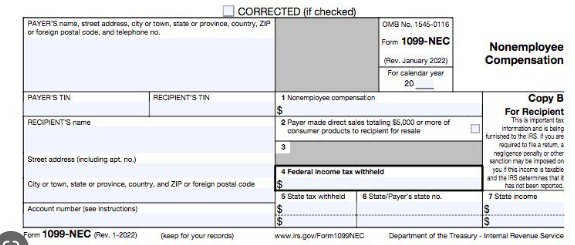 CORRECTED (if checked)
PAYER'S name, street address, city or town, state or province, country, ZIP
or foreign postal code, and telephone no.
OMB No. 1545-0116
Form 1099-NEC
(Rev. January 2022)
For calendar year
20
Nonemployee
Compensation
PAYER'S TIN
RECIPIENT'S TIN
1 Nonemployee compensation
$
Copy B
For Recipient
This is important tax
information and is being
furnished to the IRS. If you are
required to file a return, a
negligence penalty or other
sanction may be imposed on
you if this income is taxable
and the IRS determines that it
has not been reported.
RECIPIENT'S name
2 Payer made direct sales totaling $5,000 or more of
consumer products to recipient for resale
3
Street address (including apt. no.)
4 Federal income tax withheld
$
City or town, state or province, country, and ZIP or foreign postal code
5 State tax withheld
$
$
6 State/Payer's state no.
7 State income
$
$
Account number (see instructions)
Form 1099-NEC (Rev. 1-2022)
(keep for your records)
www.irs.gov/Form1099NEC
Department of the Treasury - Internal Revenue Service